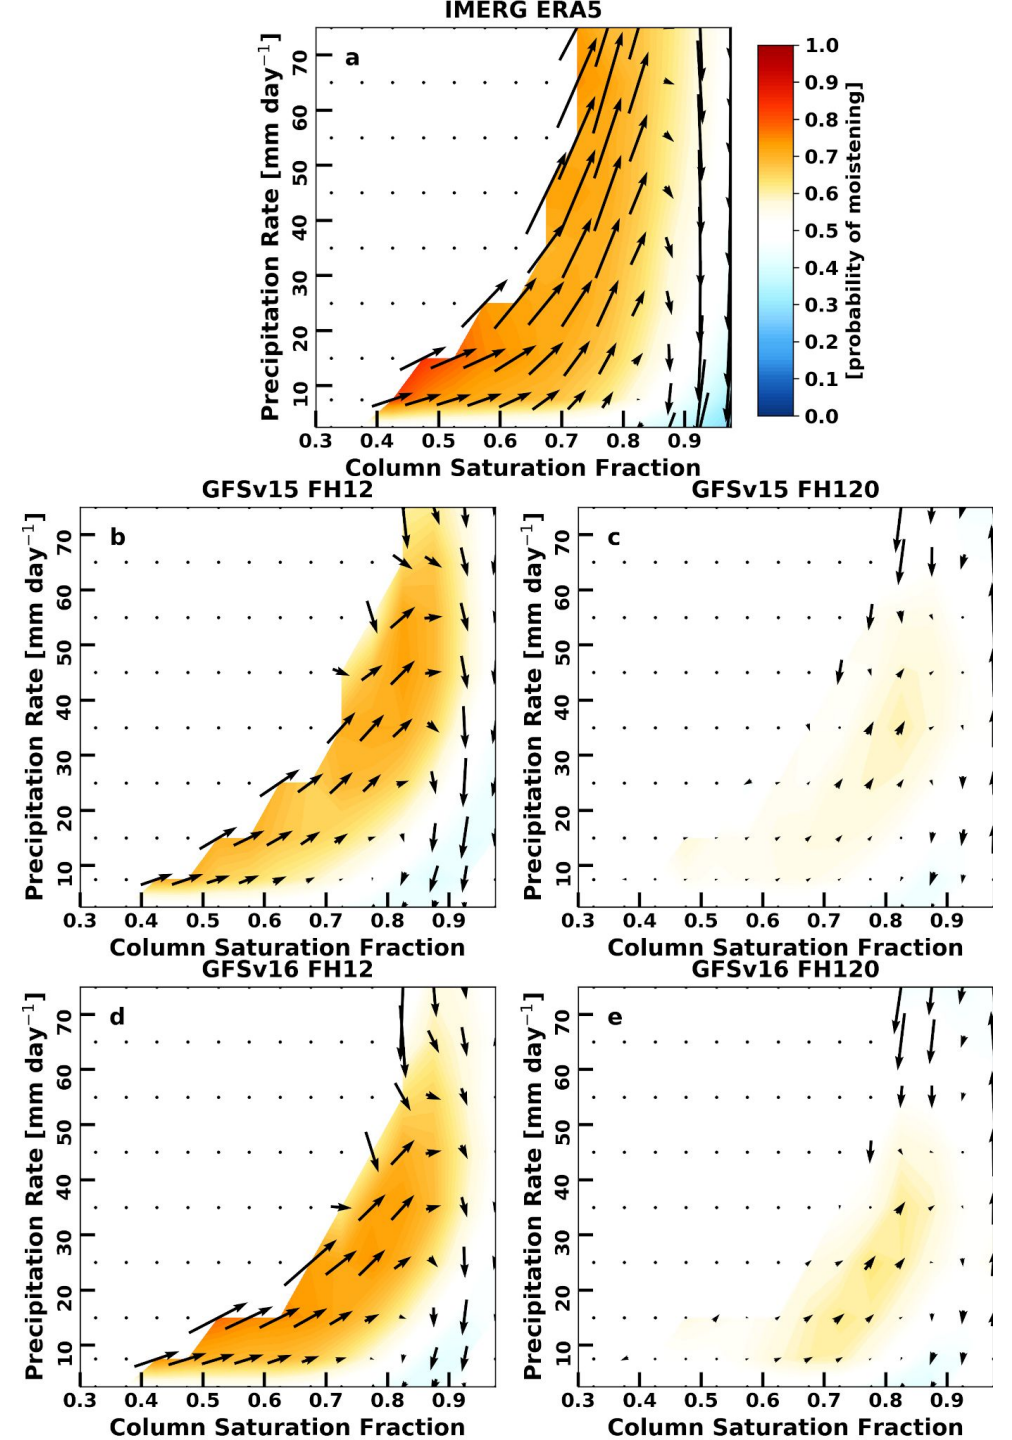 IMERG ERA5
a
Precipitation Rate [mm day⁻¹]
70
60
50
40
30
20
10
0.3 0.4 0.5 0.6 0.7 0.8 0.9
Column Saturation Fraction
1.0
0.9
0.8
0.7
0.6
0.5
0.4
0.3
0.2
0.1
0.0
[probability of moistening]
GFSv15 FH12
b
Precipitation Rate [mm day⁻¹]
70
60
50
40
30
20
10
0.3 0.4 0.5 0.6 0.7 0.8 0.9
Column Saturation Fraction
GFSv15 FH120
c
Precipitation Rate [mm day⁻¹]
70
60
50
40
30
20
10
0.3 0.4 0.5 0.6 0.7 0.8 0.9
Column Saturation Fraction
GFSv16 FH12
d
Precipitation Rate [mm day⁻¹]
70
60
50
40
30
20
10
0.3 0.4 0.5 0.6 0.7 0.8 0.9
Column Saturation Fraction
GFSv16 FH120
e
Precipitation Rate [mm day⁻¹]
70
60
50
40
30
20
10
0.3 0.4 0.5 0.6 0.7 0.8 0.9
Column Saturation Fraction